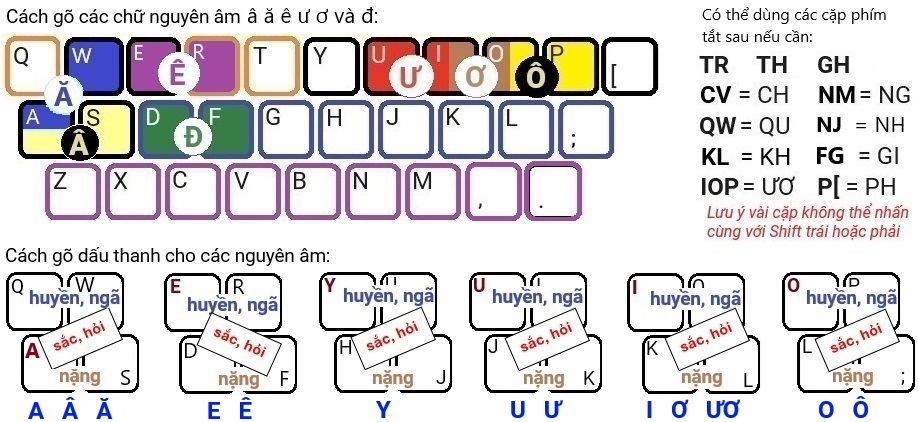 Cách gõ các chữ nguyên âm â ă ê ư ơ và đ:
Q W E R T Y U I O P [
Ă Ê Ư Ơ Ô
A S D F G H J K L ;
Â Đ
Z X C V B N M , .
Có thể dùng các cặp phím
tắt sau nếu cần:
TR TH GH
CV = CH NM = NG
QW = QU NJ = NH
KL = KH FG = GI
IOP = ƯƠ P[ = PH
Lưu ý vài cặp không thể nhấn
cùng với Shift trái hoặc phải
Cách gõ dấu thanh cho các nguyên âm:
Q W
huyền, ngã
sắc, hỏi
A
nặng S
A Â Ă
E R
huyền, ngã
sắc, hỏi
D
nặng F
E Ê
Y U
huyền, ngã
sắc, hỏi
H
nặng J
Y
U I
huyền, ngã
sắc, hỏi
J
nặng K
U Ư
I O
huyền, ngã
sắc, hỏi
K
nặng L
I Ơ ƯƠ
O P
huyền, ngã
sắc, hỏi
L
nặng ;
O Ô